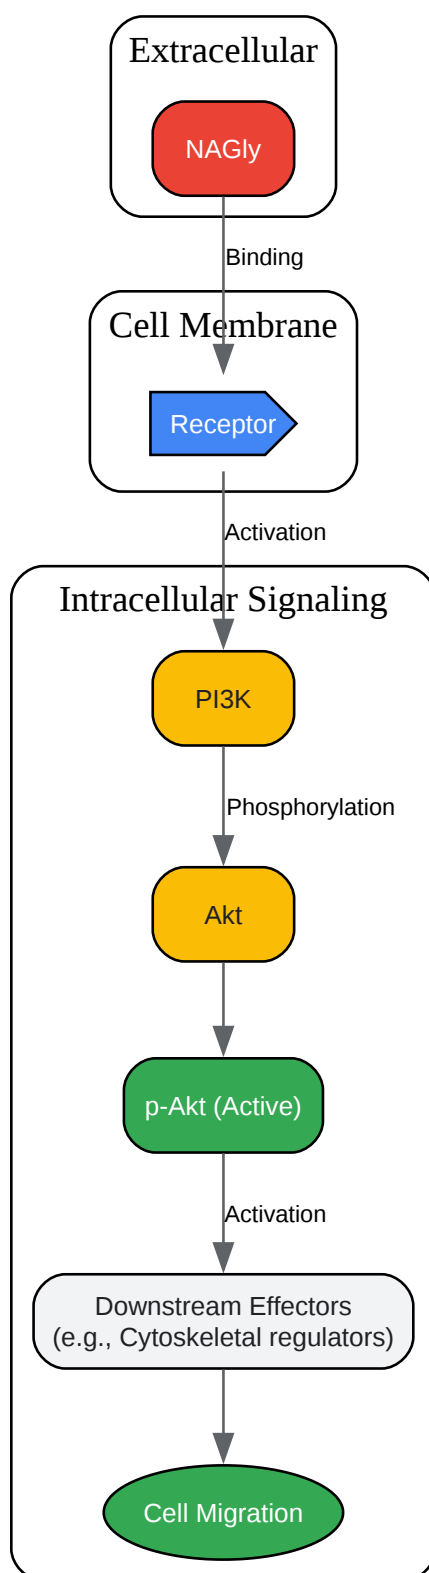 Extracellular
NAGly
Binding
Cell Membrane
Receptor
Activation
Intracellular Signaling
PI3K
Phosphorylation
Akt
p-Akt (Active)
Activation
Downstream Effectors
(e.g., Cytoskeletal regulators)
Cell Migration